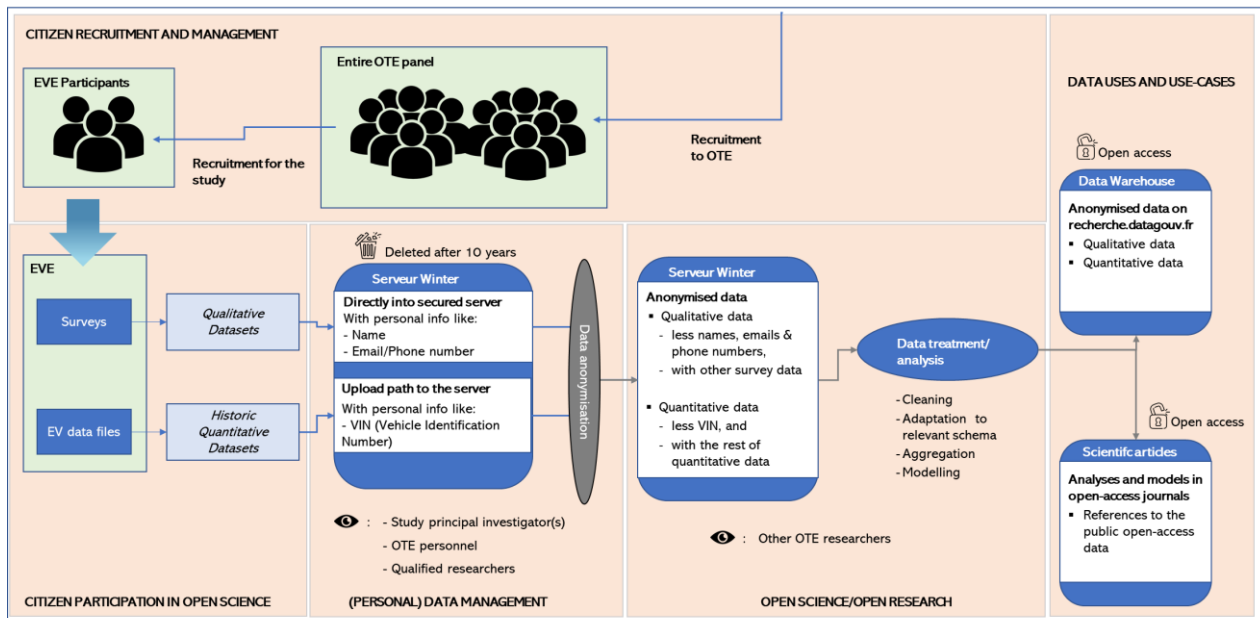 CITIZEN RECRUITMENT AND MANAGEMENT
EVE Participants
Entire OTE panel
Recruitment for the
study
Recruitment
to OTE
DATA USES AND USE-CASES
Open access
Data Warehouse
Anonymised data on
recherche.datagouv.fr
▪ Qualitative data
▪ Quantitative data
EVE
Surveys
EV data files
Qualitative
Datasets
Historic
Quantitative
Datasets
CITIZEN PARTICIPATION IN OPEN SCIENCE
Deleted after 10 years
Serveur Winter
Directly into secured server
With personal info like:
- Name
- Email/Phone number
Upload path to the server
With personal info like:
- VIN (Vehicle Identification
Number)
Data anonymisation
: - Study principal investigator(s)
- OTE personnel
- Qualified researchers
(PERSONAL) DATA MANAGEMENT
Serveur Winter
Anonymised data
▪ Qualitative data
- less names, emails &
phone numbers,
- with other survey data
▪ Quantitative data
- less VIN, and
- with the rest of
quantitative data
Data treatment/
analysis
- Cleaning
- Adaptation to
relevant schema
- Aggregation
- Modelling
: Other OTE researchers
OPEN SCIENCE/OPEN RESEARCH
Open access
Scientifc articles
Analyses and models in
open-access journals
▪ References to the
public open-access
data